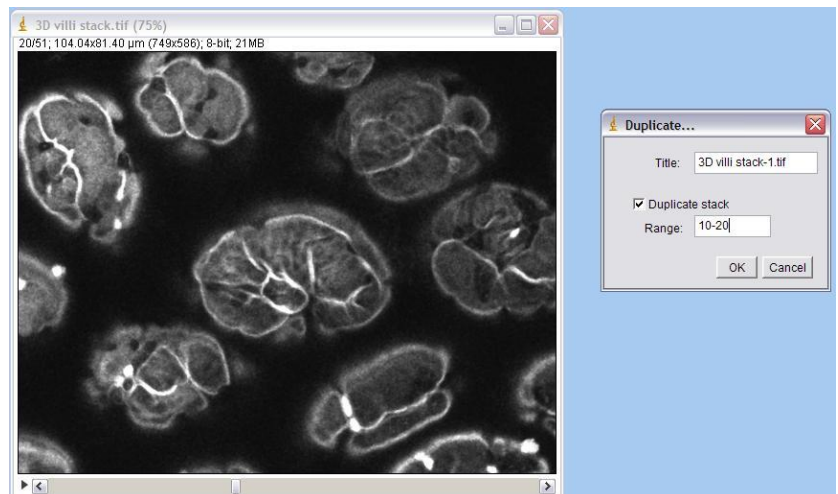 3D villi stack.tif (75%)
20/51; 104.04x81.40 µm (749x586); 8-bit; 21MB
Duplicate...
Title: 3D villi stack-1.tif
Duplicate stack
Range: 10-20
OK Cancel